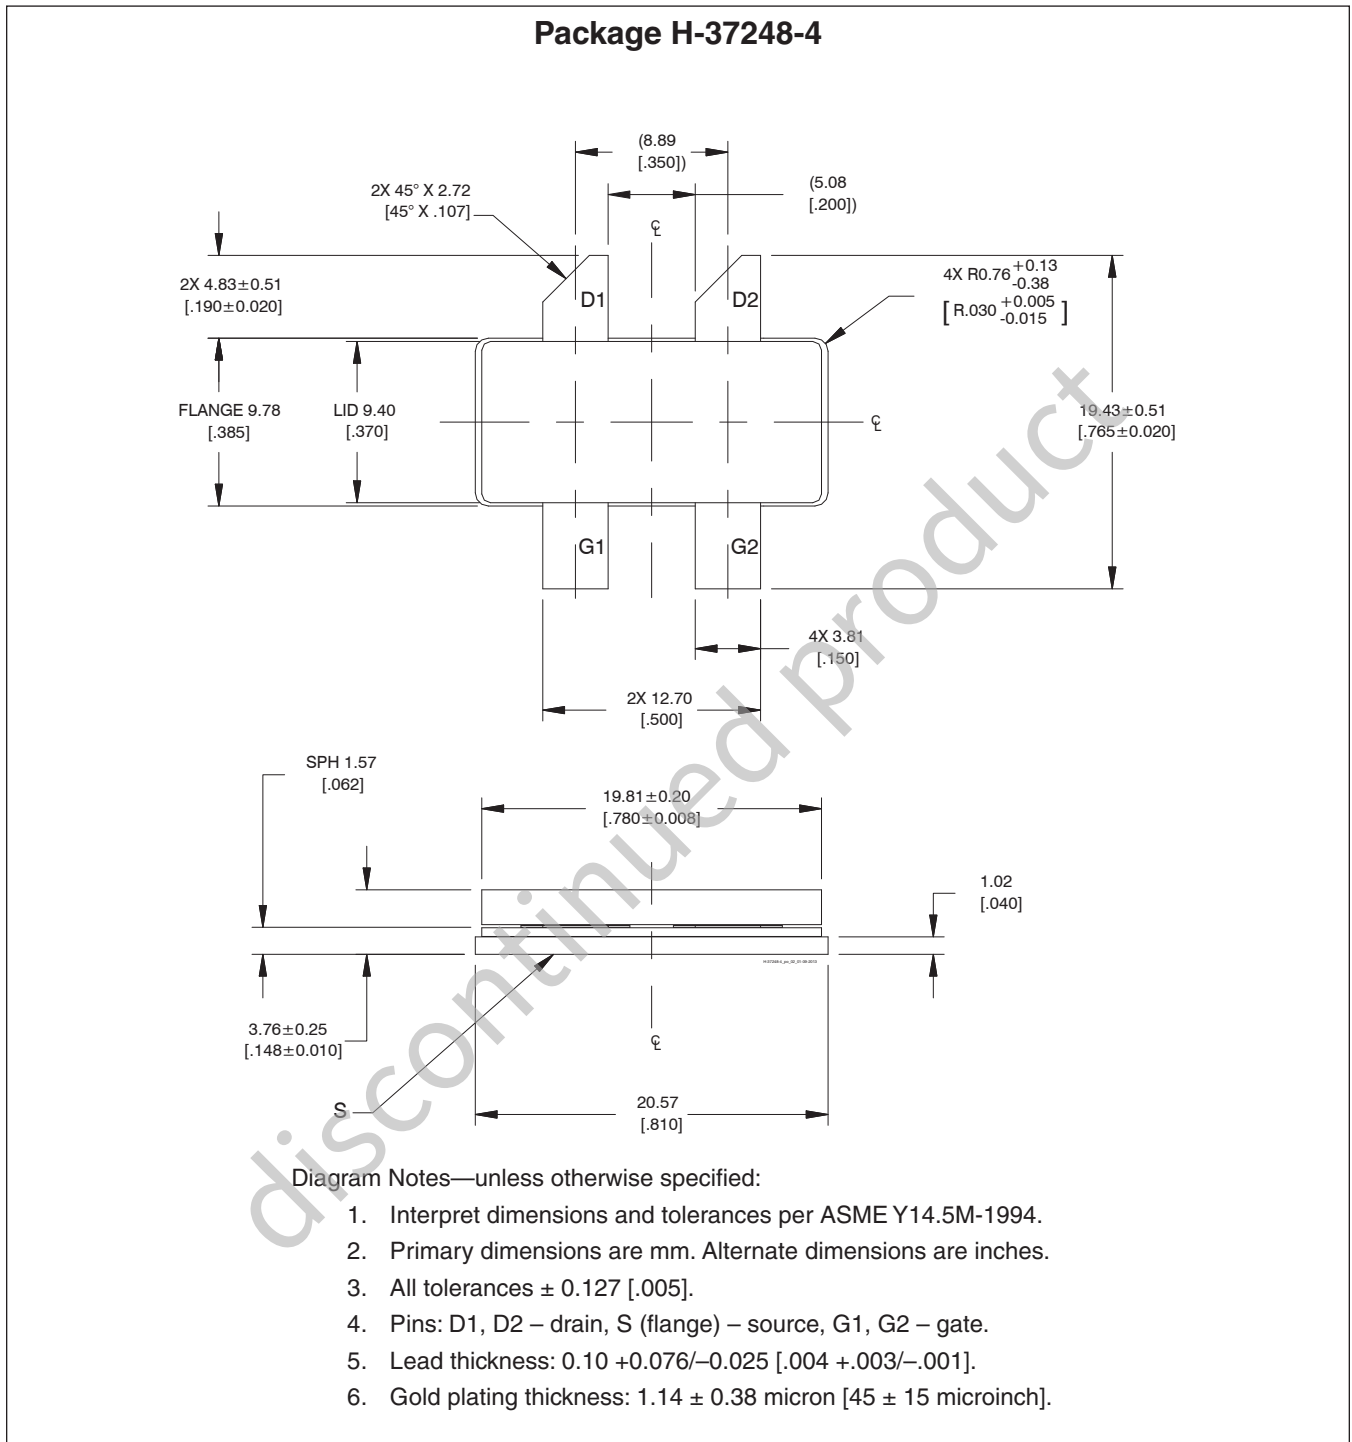 Package H-37248-4
(8.89
[.350])
2X 45° X 2.72
[45° X .107]
(5.08
[.200])
℄
2X 4.83±0.51
[.190±0.020]
D1
D2
4X R0.76 +0.13
-0.38
[ R.030 +0.005
-0.015 ]
FLANGE 9.78
[.385]
LID 9.40
[.370]
℄
19.43±0.51
[.765±0.020]
G1
G2
4X 3.81
[.150]
2X 12.70
[.500]
SPH 1.57
[.062]
19.81±0.20
[.780±0.008]
1.02
[.040]
3.76±0.25
[.148±0.010]
℄
S
20.57
[.810]
discontinued product
Diagram Notes—unless otherwise specified:
1. Interpret dimensions and tolerances per ASME Y14.5M-1994.
2. Primary dimensions are mm. Alternate dimensions are inches.
3. All tolerances ± 0.127 [.005].
4. Pins: D1, D2 – drain, S (flange) – source, G1, G2 – gate.
5. Lead thickness: 0.10 +0.076/–0.025 [.004 +.003/–.001].
6. Gold plating thickness: 1.14 ± 0.38 micron [45 ± 15 microinch].